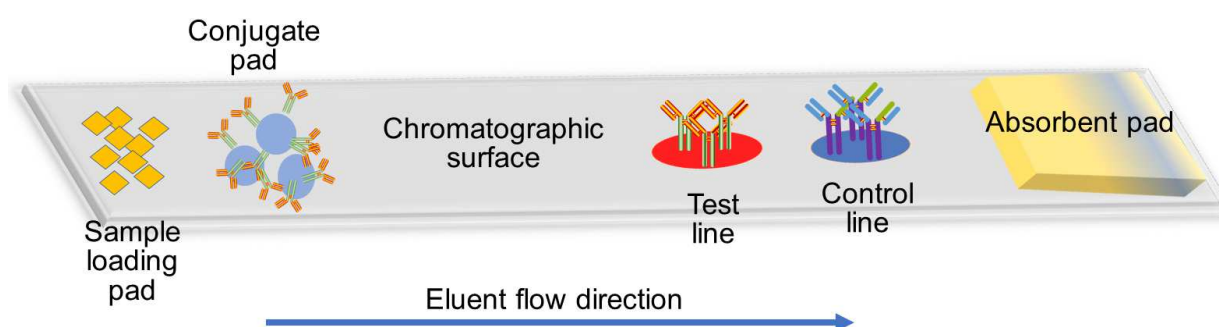 Conjugate
pad
Chromatographic
surface
Absorbent pad
Sample
loading
pad
Test
line
Control
line
Eluent flow direction